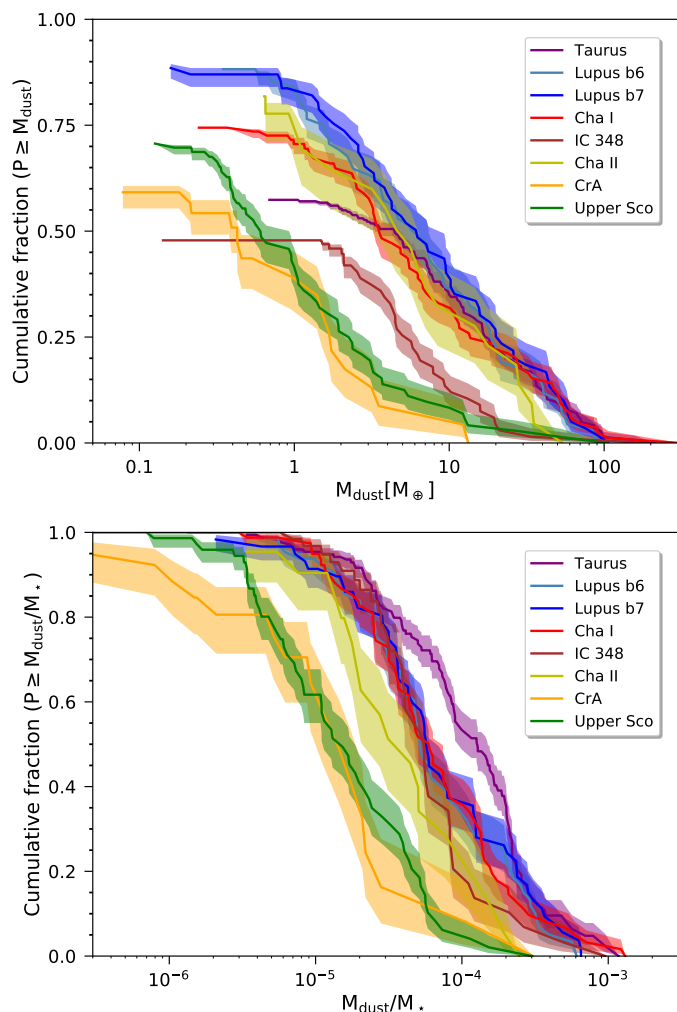 1.00
0.75
0.50
0.25
0.00
Cumulative fraction (P ≥ M_dust)
Taurus
Lupus b6
Lupus b7
Cha I
IC 348
Cha II
CrA
Upper Sco
0.1 1 10 100
M_dust[M_⊕]
1.0
0.8
0.6
0.4
0.2
0.0
Cumulative fraction (P ≥ M_dust/M_⋆)
Taurus
Lupus b6
Lupus b7
Cha I
IC 348
Cha II
CrA
Upper Sco
10⁻⁶ 10⁻⁵ 10⁻⁴ 10⁻³
M_dust/M_⋆